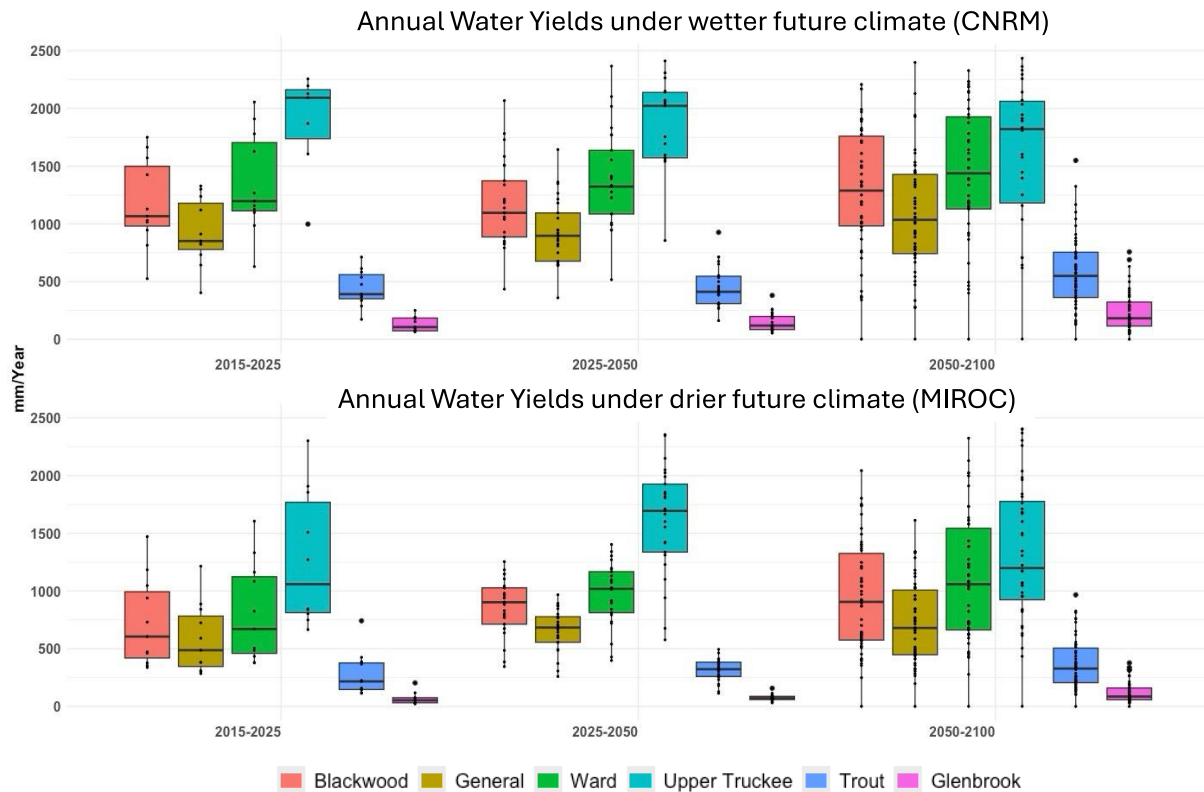 Annual Water Yields under wetter future climate (CNRM)
2500
2000
1500
1000
500
0
2015-2025 2025-2050 2050-2100
mm/Year
Annual Water Yields under drier future climate (MIROC)
2500
2000
1500
1000
500
0
2015-2025 2025-2050 2050-2100
Blackwood General Ward Upper Truckee Trout Glenbrook